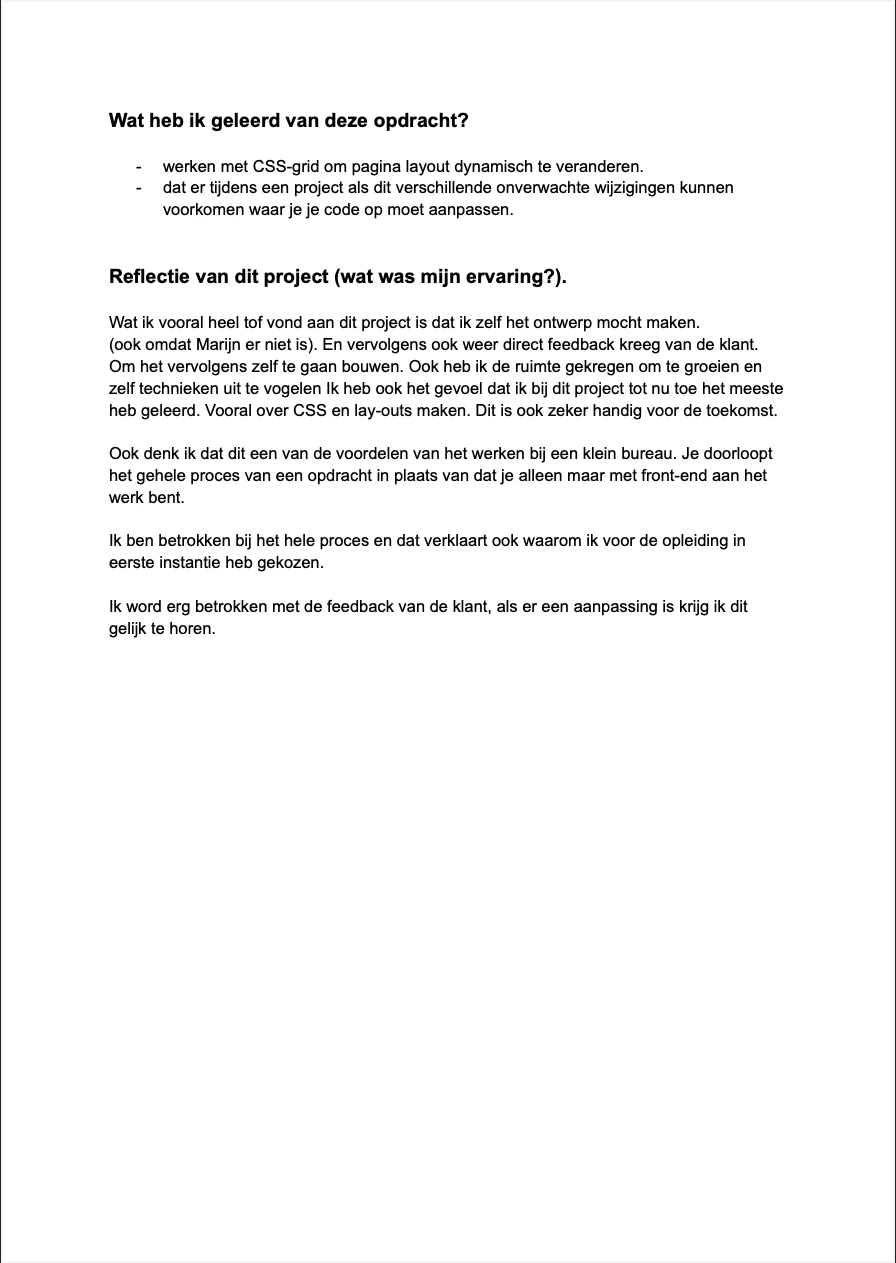 Wat heb ik geleerd van deze opdracht?
- werken met CSS-grid om pagina layout dynamisch te veranderen.
- dat er tijdens een project als dit verschillende onverwachte wijzigingen kunnen
voorkomen waar je je code op moet aanpassen.
Reflectie van dit project (wat was mijn ervaring?).
Wat ik vooral heel tof vond aan dit project is dat ik zelf het ontwerp mocht maken.
(ook omdat Marijn er niet is). En vervolgens ook weer direct feedback kreeg van de klant.
Om het vervolgens zelf te gaan bouwen. Ook heb ik de ruimte gekregen om te groeien en
zelf technieken uit te vogelen Ik heb ook het gevoel dat ik bij dit project tot nu toe het meeste
heb geleerd. Vooral over CSS en lay-outs maken. Dit is ook zeker handig voor de toekomst.
Ook denk ik dat dit een van de voordelen van het werken bij een klein bureau. Je doorloopt
het gehele proces van een opdracht in plaats van dat je alleen maar met front-end aan het
werk bent.
Ik ben betrokken bij het hele proces en dat verklaart ook waarom ik voor de opleiding in
eerste instantie heb gekozen.
Ik word erg betrokken met de feedback van de klant, als er een aanpassing is krijg ik dit
gelijk te horen.